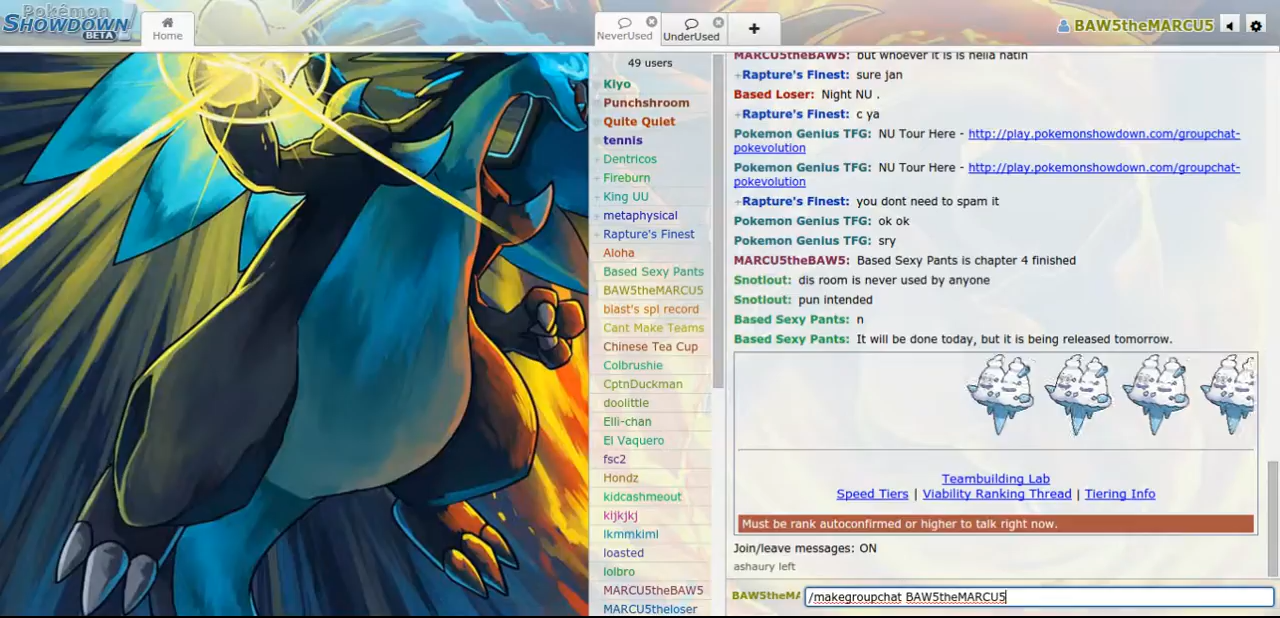 Pokémon
SHOWDOWN!
BETA
Home
NeverUsed
UnderUsed
+
BAW5theMARCU5
49 users
Kiyo
Punchshroom
Quite Quiet
tennis
+ Dentricos
+ Fireburn
+ King UU
+ metaphysical
+ Rapture's Finest
Aloha
Based Sexy Pants
BAW5theMARCU5
blast's spl record
Cant Make Teams
Chinese Tea Cup
Colbrushie
CptnDuckman
doolittle
Elli-chan
El Vaquero
fsc2
Hondz
kidcashmeout
kijkjkj
lkmmkiml
loasted
lolbro
MARCU5theBAW5
MARCU5theloser
MARCU5theBAW5: but whoever it is is hella hatin
+Rapture's Finest: sure jan
Based Loser: Night NU .
+Rapture's Finest: c ya
Pokemon Genius TFG: NU Tour Here - http://play.pokemonshowdown.com/groupchat-
pokevolution
Pokemon Genius TFG: NU Tour Here - http://play.pokemonshowdown.com/groupchat-
pokevolution
+Rapture's Finest: you dont need to spam it
Pokemon Genius TFG: ok ok
Pokemon Genius TFG: sry
MARCU5theBAW5: Based Sexy Pants is chapter 4 finished
Snotlout: dis room is never used by anyone
Snotlout: pun intended
Based Sexy Pants: n
Based Sexy Pants: It will be done today, but it is being released tomorrow.
Teambuilding Lab
Speed Tiers | Viability Ranking Thread | Tiering Info
Must be rank autoconfirmed or higher to talk right now.
Join/leave messages: ON
ashaury left
BAW5theMA
/makegroupchat BAW5theMARCU5